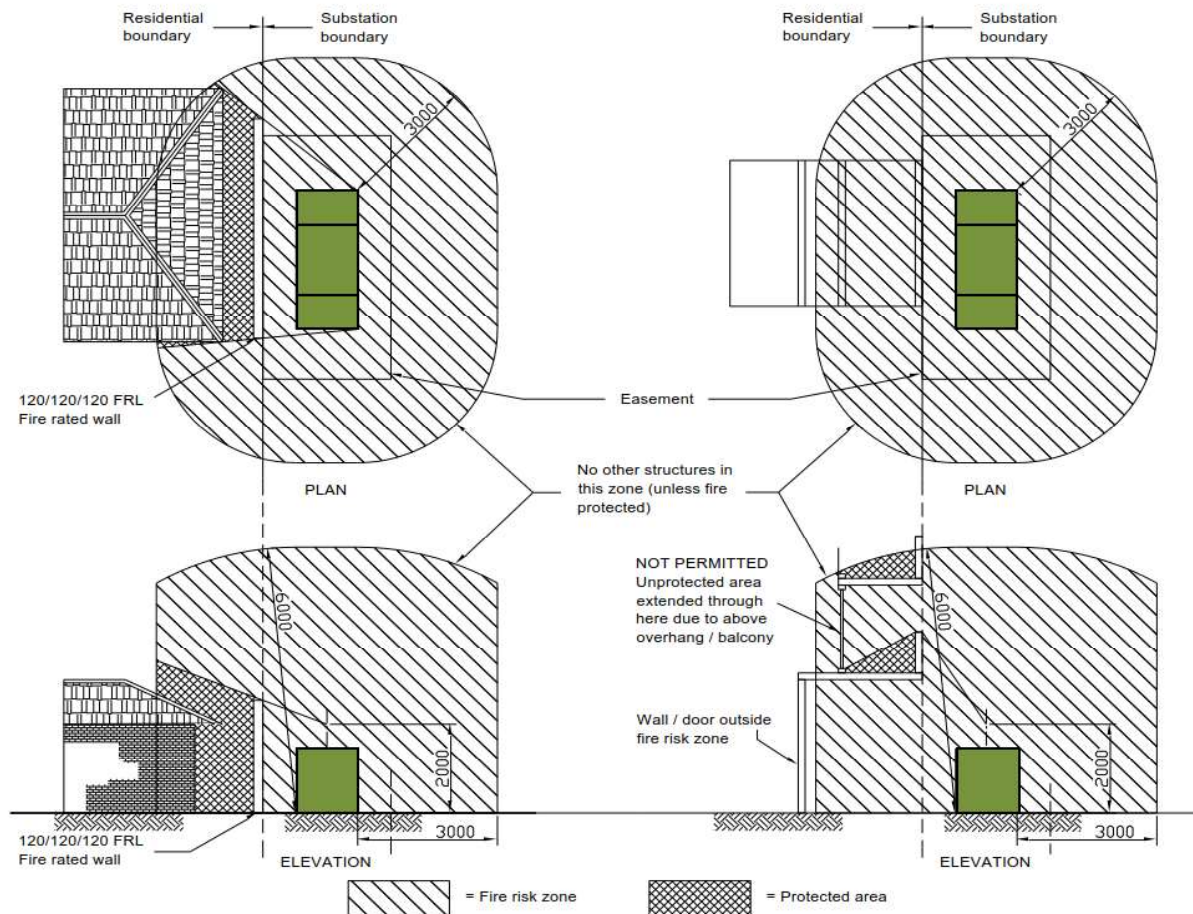 Residential
boundary
Substation
boundary
Residential
boundary
Substation
boundary
3000
3000
120/120/120 FRL
Fire rated wall
Easement
PLAN
No other structures in
this zone (unless fire
protected)
PLAN
6000
NOT PERMITTED
Unprotected area
extended through
here due to above
overhang / balcony
6000
Wall / door outside
fire risk zone
2000
2000
3000
3000
120/120/120 FRL
Fire rated wall
ELEVATION
ELEVATION
= Fire risk zone
= Protected area